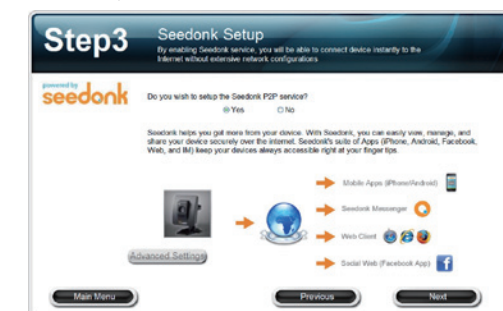 Step3
Seedonk Setup
By enabling Seedonk service, you will be able to connect device instantly to the
Internet without extensive network configurations
powered by
seedonk
Do you wish to setup the Seedonk P2P service?
Yes No
Seedonk helps you got more from your device. With Seedonk, you can easily view, manage, and
share your device securely over the internet. Seedonk's suite of Apps (iPhone, Android, Facebook,
Web, and IM) keep your devices always accessible right at your finger tips.
Mobile Apps (iPhone/Android)
Seedonk Messenger
Web Client
Social Web (Facebook App)
Advanced Settings
Main Menu Previous Next